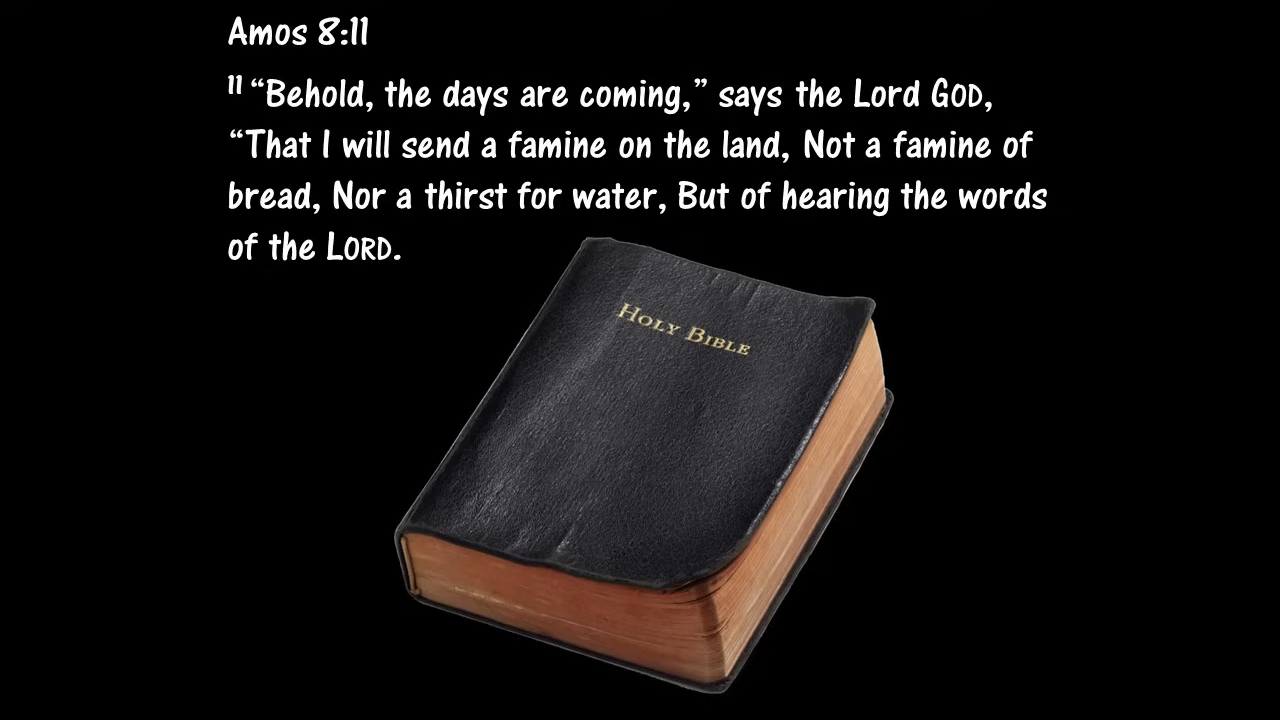 Amos 8:11
11 “Behold, the days are coming,” says the Lord GOD,
“That I will send a famine on the land, Not a famine of
bread, Nor a thirst for water, But of hearing the words
of the LORD.
HOLY BIBLE